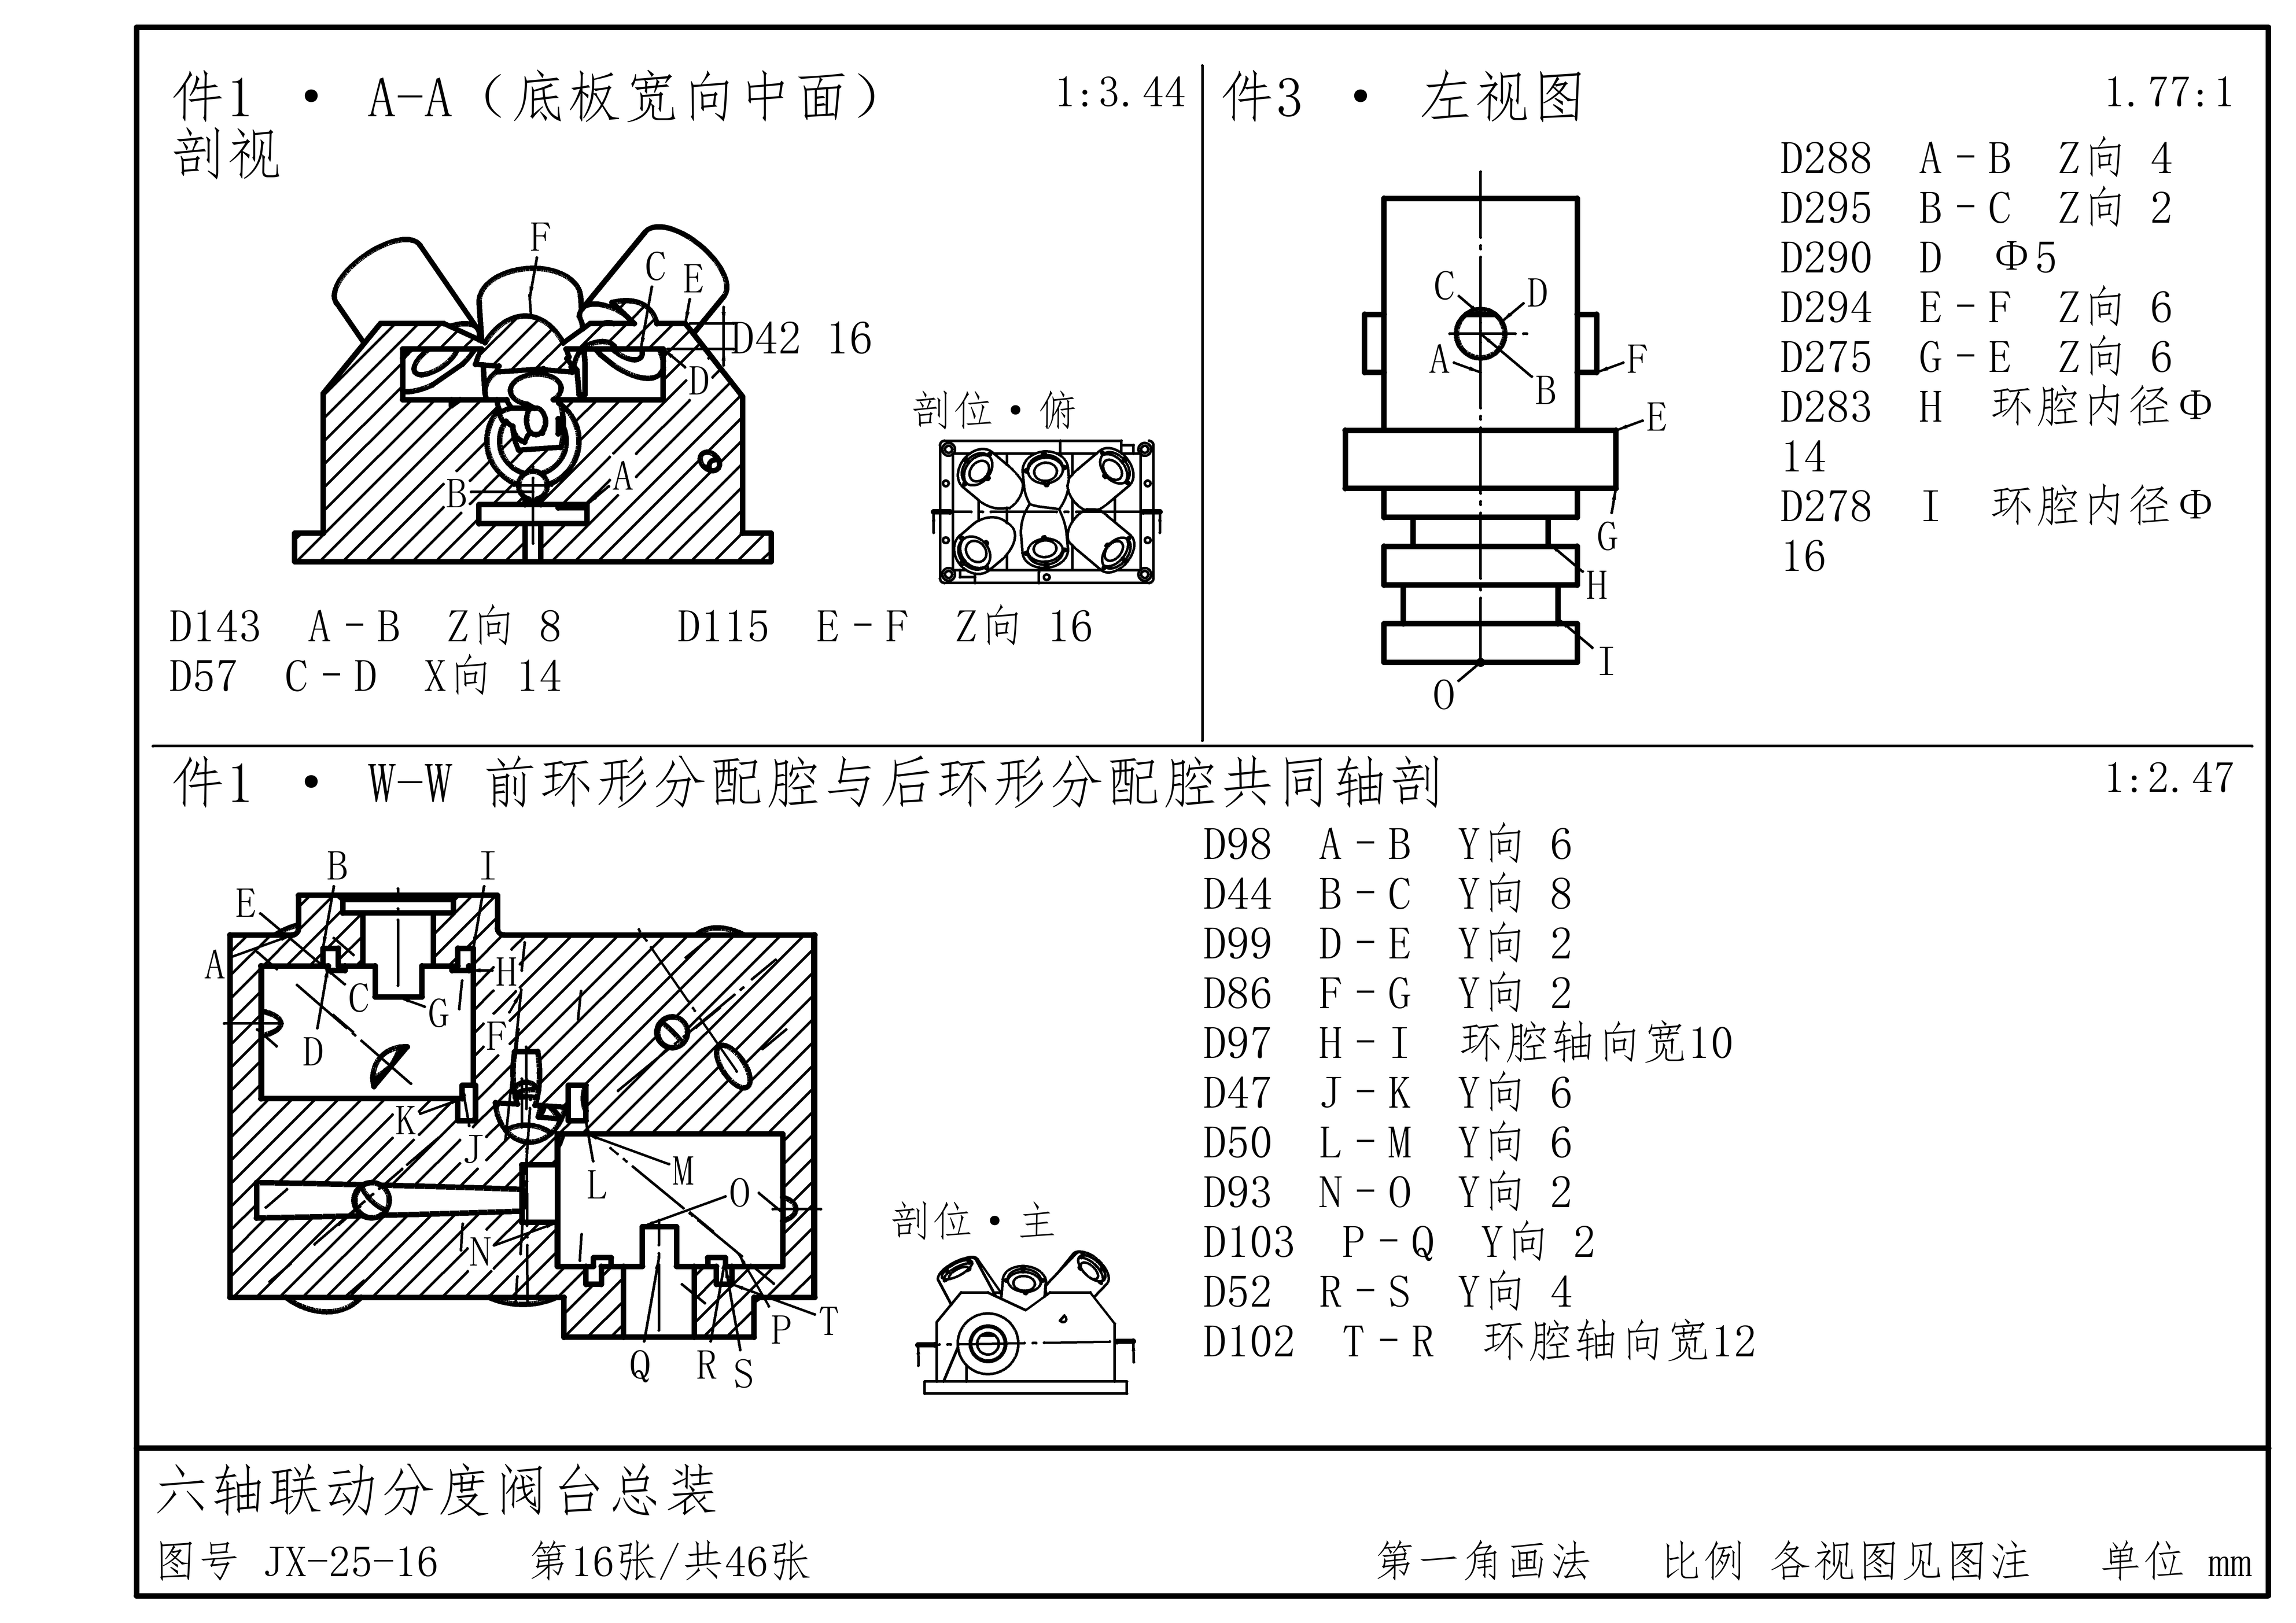 件1 · A-A（底板宽向中面）
剖视
1:3.44
F
C
E
D42 16
D
B
A
剖位·俯
D143 A-B Z向 8
D115 E-F Z向 16
D57 C-D X向 14
件3 · 左视图
1.77:1
C
D
A
B
F
E
G
H
I
O
D288 A-B Z向 4
D295 B-C Z向 2
D290 D Φ5
D294 E-F Z向 6
D275 G-E Z向 6
D283 H 环腔内径Φ
14
D278 I 环腔内径Φ
16
件1 · W-W 前环形分配腔与后环形分配腔共同轴剖
1:2.47
B
I
E
A
H
C
G
F
D
K
J
L
M
O
N
P
T
Q
R
S
剖位·主
D98 A-B Y向 6
D44 B-C Y向 8
D99 D-E Y向 2
D86 F-G Y向 2
D97 H-I 环腔轴向宽10
D47 J-K Y向 6
D50 L-M Y向 6
D93 N-O Y向 2
D103 P-Q Y向 2
D52 R-S Y向 4
D102 T-R 环腔轴向宽12
六轴联动分度阀台总装
图号 JX-25-16 第16张/共46张
第一角画法 比例 各视图见图注 单位 mm